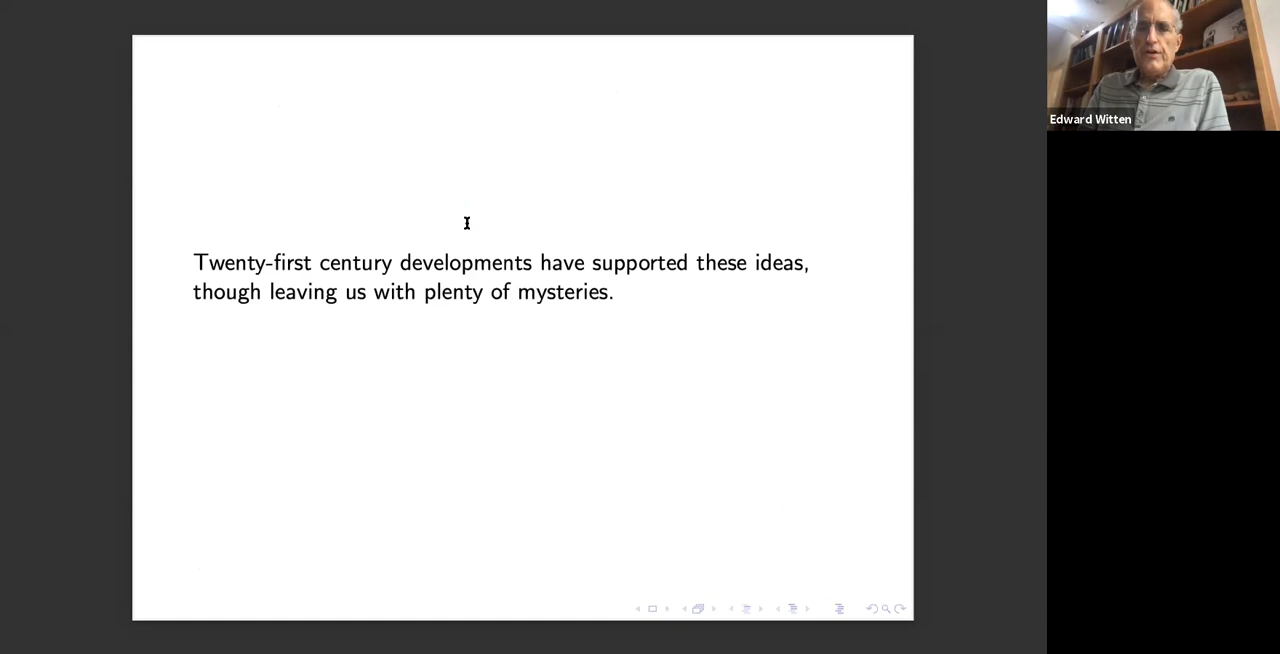 Twenty-first century developments have supported these ideas,
though leaving us with plenty of mysteries.
Edward Witten